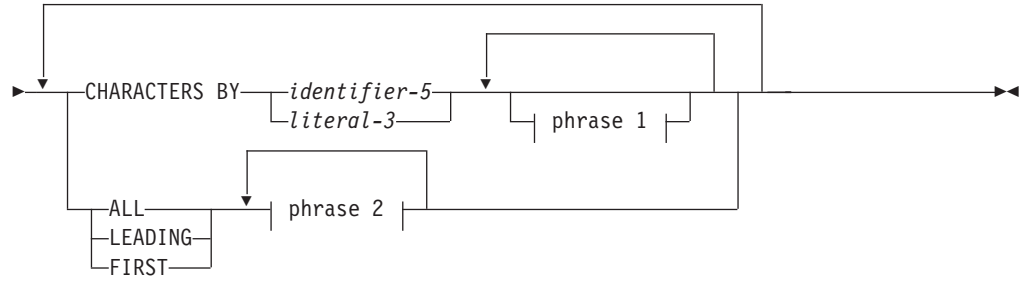 CHARACTERS BY identifier-5
literal-3
phrase 1
ALL phrase 2
LEADING
FIRST